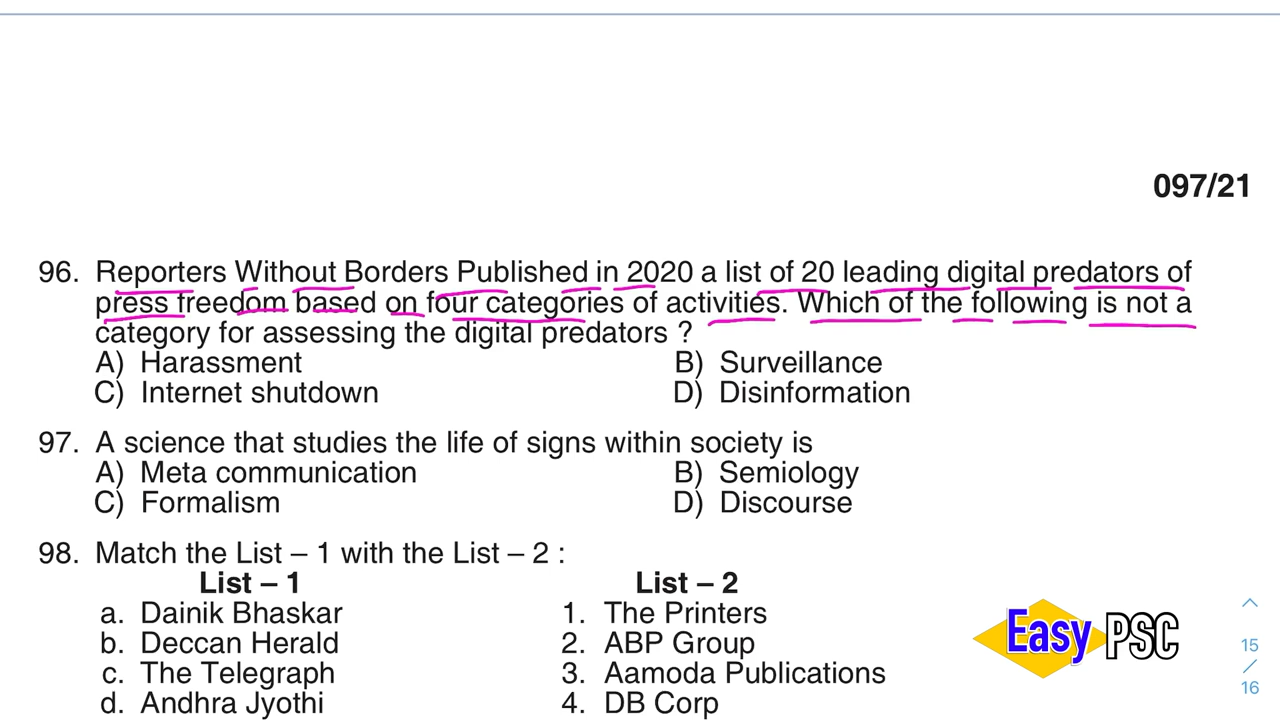 097/21
96. Reporters Without Borders Published in 2020 a list of 20 leading digital predators of
press freedom based on four categories of activities. Which of the following is not a
category for assessing the digital predators ?
A) Harassment B) Surveillance
C) Internet shutdown D) Disinformation
97. A science that studies the life of signs within society is
A) Meta communication B) Semiology
C) Formalism D) Discourse
98. Match the List – 1 with the List – 2 :
List – 1 List – 2
a. Dainik Bhaskar 1. The Printers
b. Deccan Herald 2. ABP Group
c. The Telegraph 3. Aamoda Publications
d. Andhra Jyothi 4. DB Corp
Easy PSC
15
/
16